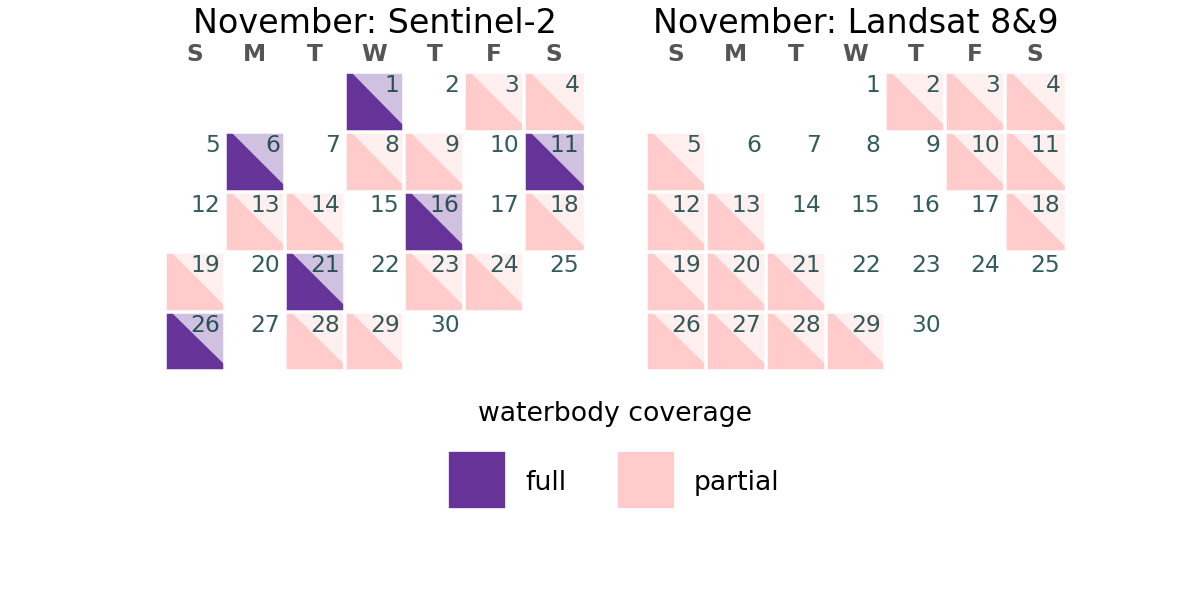 November: Sentinel-2
S M T W T F S
1 2 3 4
5 6 7 8 9 10 11
12 13 14 15 16 17 18
19 20 21 22 23 24 25
26 27 28 29 30
November: Landsat 8&9
S M T W T F S
1 2 3 4
5 6 7 8 9 10 11
12 13 14 15 16 17 18
19 20 21 22 23 24 25
26 27 28 29 30
waterbody coverage
full partial